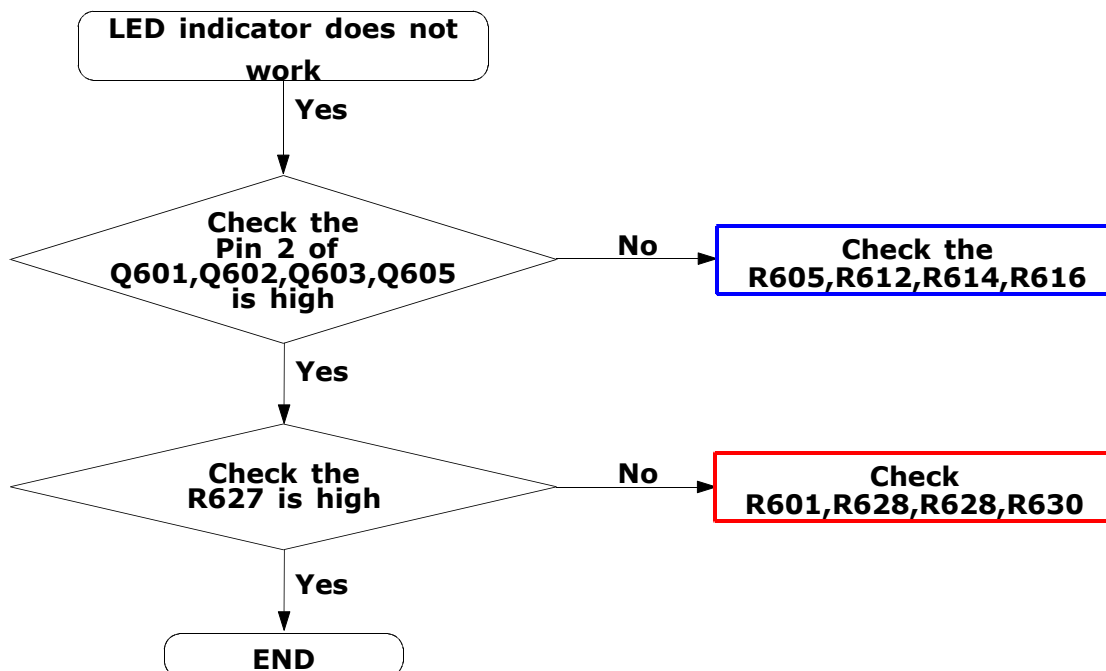 LED indicator does not
work
Yes
Check the
Pin 2 of
Q601,Q602,Q603,Q605
is high
No
Check the
R605,R612,R614,R616
Yes
Check the
R627 is high
No
Check
R601,R628,R628,R630
Yes
END